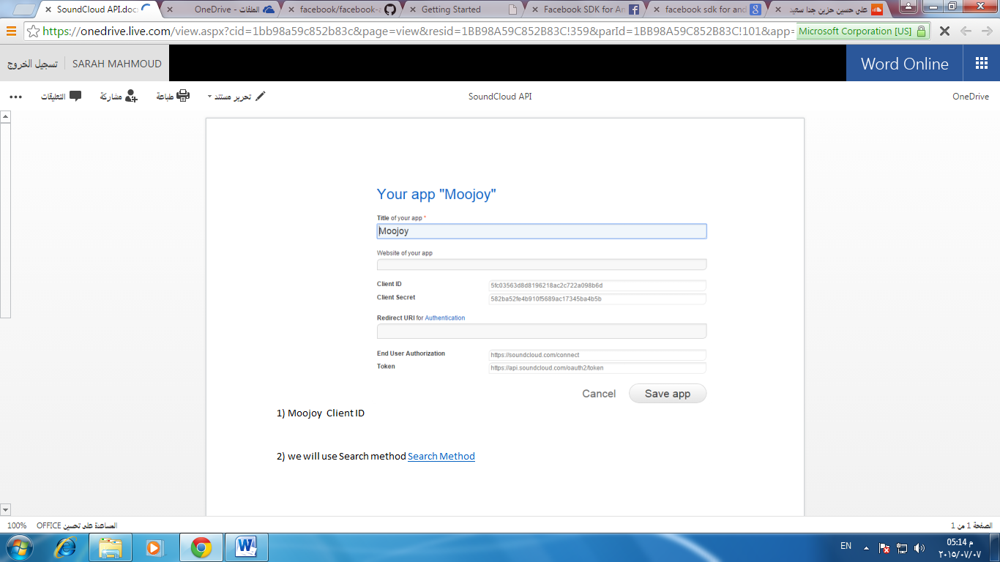 SoundCloud API.docx
OneDrive - الملفات
facebook/facebook-a
Getting Started
Facebook SDK for An
facebook sdk for and
على حسين حزين جدا سعيد
https://onedrive.live.com/view.aspx?cid=1bb98a59c852b83c&page=view&resid=1BB98A59C852B83C!359&parId=1BB98A59C852B83C!101&app=
Microsoft Corporation [US]
تسجيل الخروج
SARAH MAHMOUD
Word Online
التعليقات
مشاركة
طباعة
تحرير مستند
SoundCloud API
OneDrive
Your app "Moojoy"
Title of your app *
Moojoy
Website of your app
Client ID
5fc03563d8d8196218ac2c722a098b6d
Client Secret
582ba52fe4b910f5689ac17345ba4b5b
Redirect URI for Authentication
End User Authorization
https://soundcloud.com/connect
Token
https://api.soundcloud.com/oauth2/token
Cancel
Save app
1) Moojoy Client ID
2) we will use Search method Search Method
100%
المساعدة على تحسين OFFICE
الصفحة 1 من 1
EN
05:14 م
٢٠١٥/٠٧/٠٧